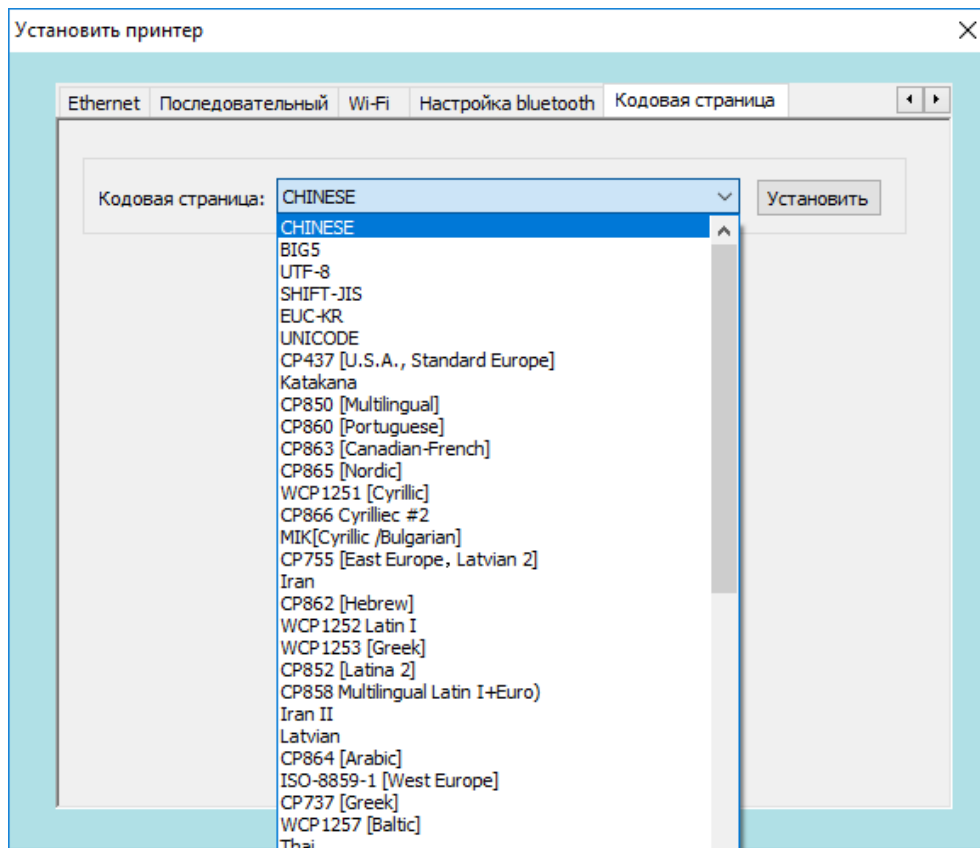 Установить принтер
Ethernet Последовательный Wi-Fi Настройка bluetooth Кодовая страница
Кодовая страница: CHINESE Установить
CHINESE
BIG5
UTF-8
SHIFT-JIS
EUC-KR
UNICODE
CP437 [U.S.A., Standard Europe]
Katakana
CP850 [Multilingual]
CP860 [Portuguese]
CP863 [Canadian-French]
CP865 [Nordic]
WCP1251 [Cyrillic]
CP866 Cyrilliec #2
MIK[Cyrillic /Bulgarian]
CP755 [East Europe, Latvian 2]
Iran
CP862 [Hebrew]
WCP1252 Latin I
WCP1253 [Greek]
CP852 [Latina 2]
CP858 Multilingual Latin I+Euro)
Iran II
Latvian
CP864 [Arabic]
ISO-8859-1 [West Europe]
CP737 [Greek]
WCP1257 [Baltic]
Thai